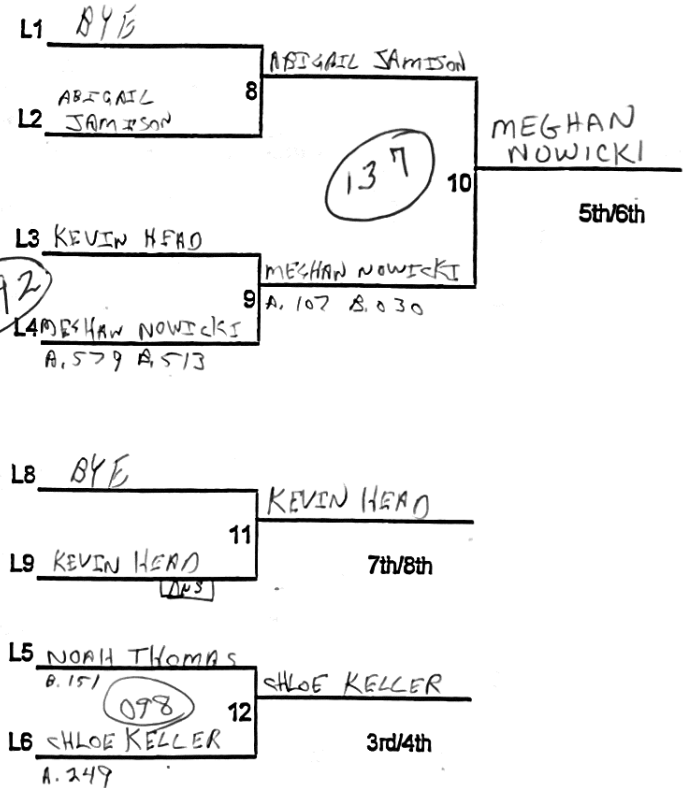 L1 BYE
ABIGAIL JAMISON
8
ABIGAIL
L2 JAMISON
MEGHAN
NOWICKI
137
10
5th/6th
L3 KEVIN HEAD
MEGHAN NOWICKI
92
9
A. 107 B. 030
L4 MEGHAN NOWICKI
A. 579 B. 513
L8 BYE
KEVIN HEAD
11
L9 KEVIN HEAD
7th/8th
DNS
L5 NOAH THOMAS
B. 151
CHLOE KELLER
098
12
L6 CHLOE KELLER
3rd/4th
A. 249